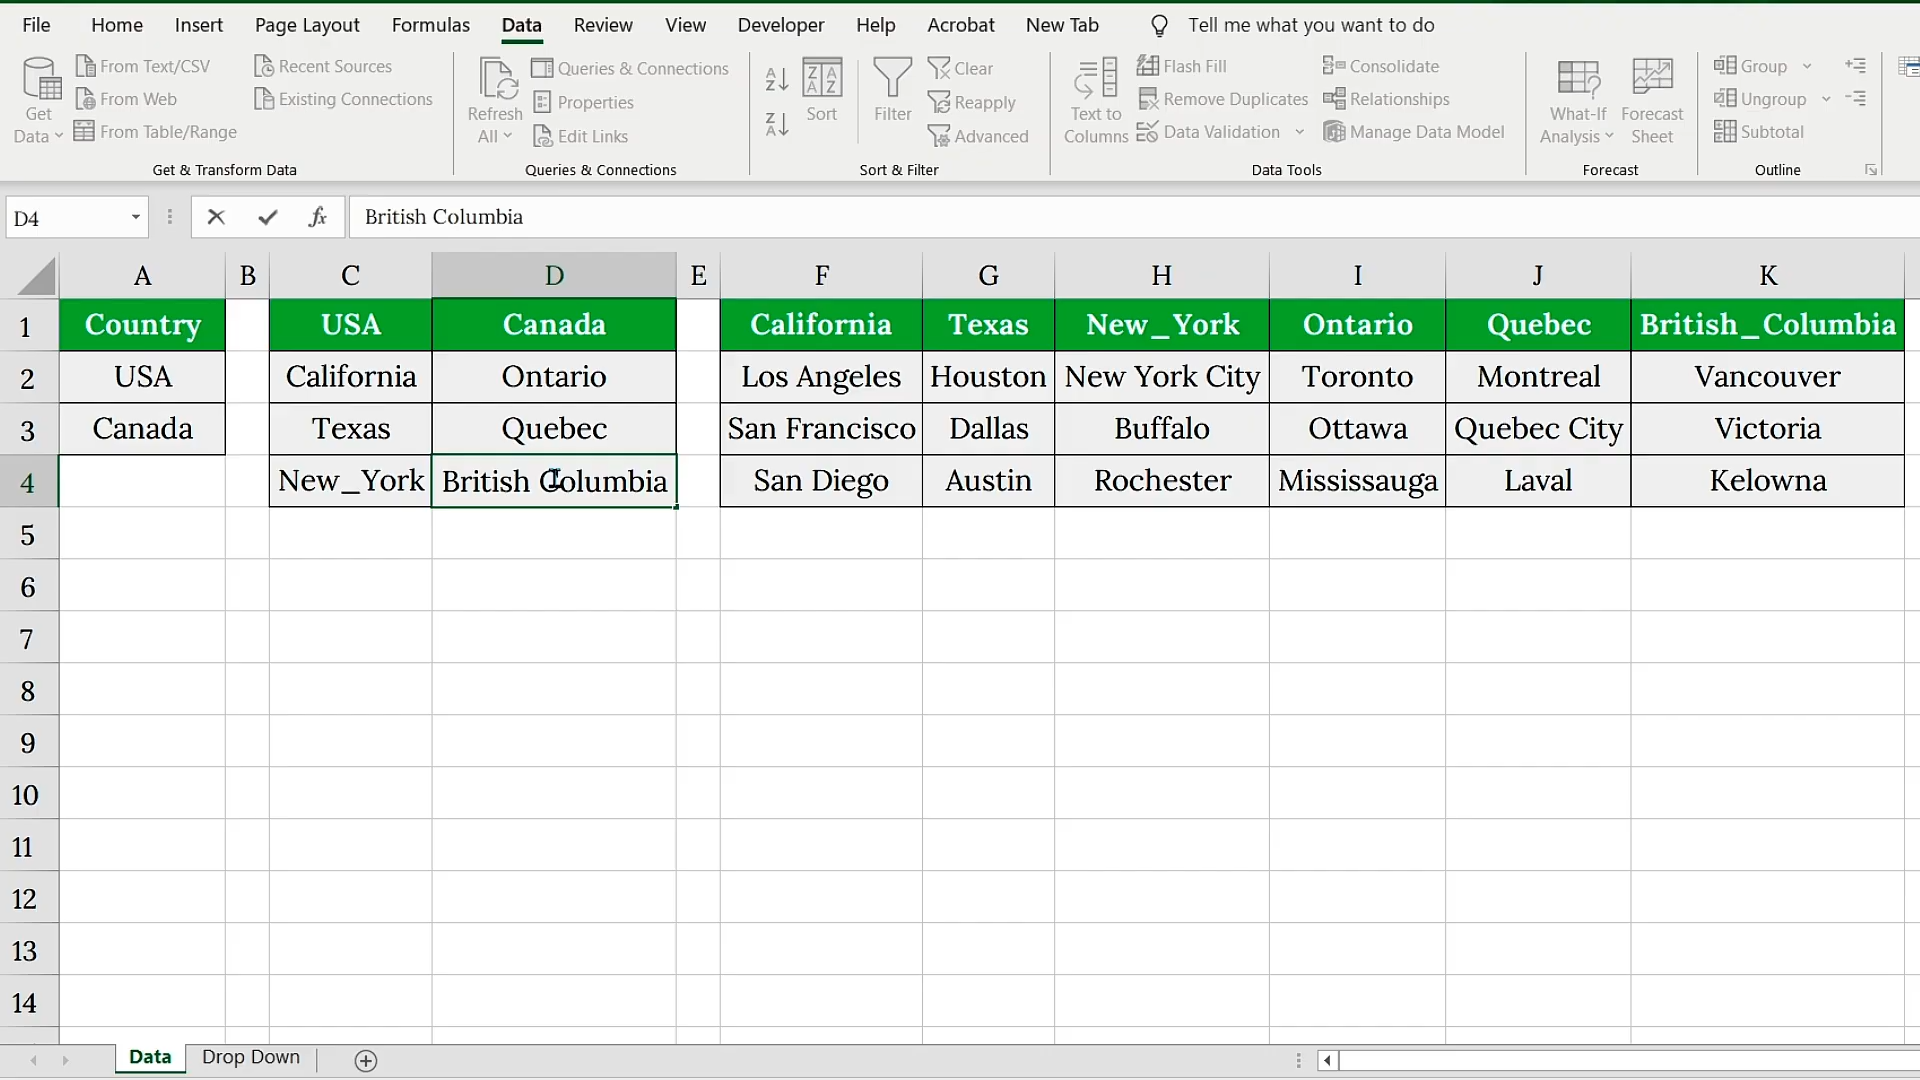 File Home Insert Page Layout Formulas Data Review View Developer Help Acrobat New Tab Tell me what you want to do
Get Data
From Text/CSV
From Web
From Table/Range
Recent Sources
Existing Connections
Get & Transform Data
Refresh All
Queries & Connections
Properties
Edit Links
Queries & Connections
Sort
Filter
Clear
Reapply
Advanced
Sort & Filter
Text to Columns
Flash Fill
Remove Duplicates
Data Validation
Consolidate
Relationships
Manage Data Model
Data Tools
What-If Analysis
Forecast Sheet
Forecast
Group
Ungroup
Subtotal
Outline
D4 fx British Columbia
A B C D E F G H I J K
1 Country USA Canada California Texas New_York Ontario Quebec British_Columbia
2 USA California Ontario Los Angeles Houston New York City Toronto Montreal Vancouver
3 Canada Texas Quebec San Francisco Dallas Buffalo Ottawa Quebec City Victoria
4 New_York British Columbia San Diego Austin Rochester Mississauga Laval Kelowna
5
6
7
8
9
10
11
12
13
14
Data Drop Down